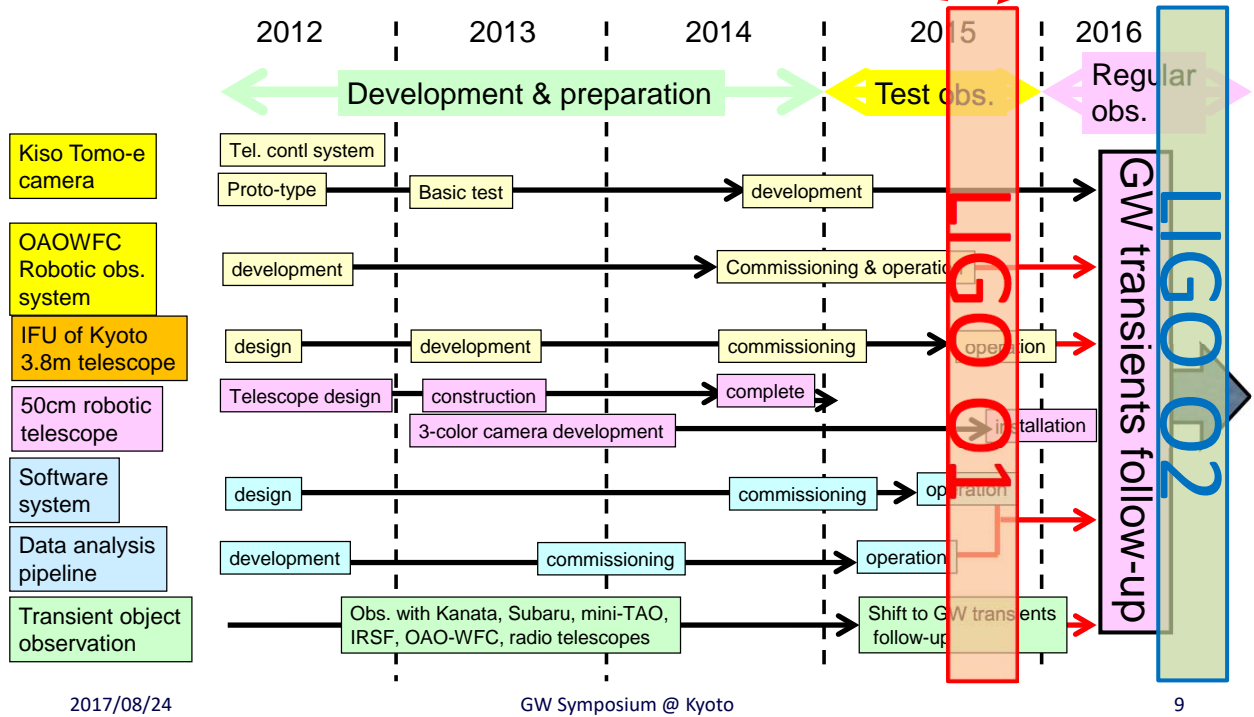 2012
2013
2014
2015
2016
Development & preparation
Test obs.
Regular
obs.
Kiso Tomo-e
camera
Tel. contl system
Proto-type
Basic test
development
OAOWFC
Robotic obs.
system
development
Commissioning & operation
IFU of Kyoto
3.8m telescope
design
development
commissioning
operation
50cm robotic
telescope
Telescope design
construction
complete
3-color camera development
installation
Software
system
design
commissioning
operation
Data analysis
pipeline
development
commissioning
operation
Transient object
observation
Obs. with Kanata, Subaru, mini-TAO,
IRSF, OAO-WFC, radio telescopes
Shift to GW transients
follow-up
LIGO O1
GW transients follow-up
LIGO O2
2017/08/24
GW Symposium @ Kyoto
9